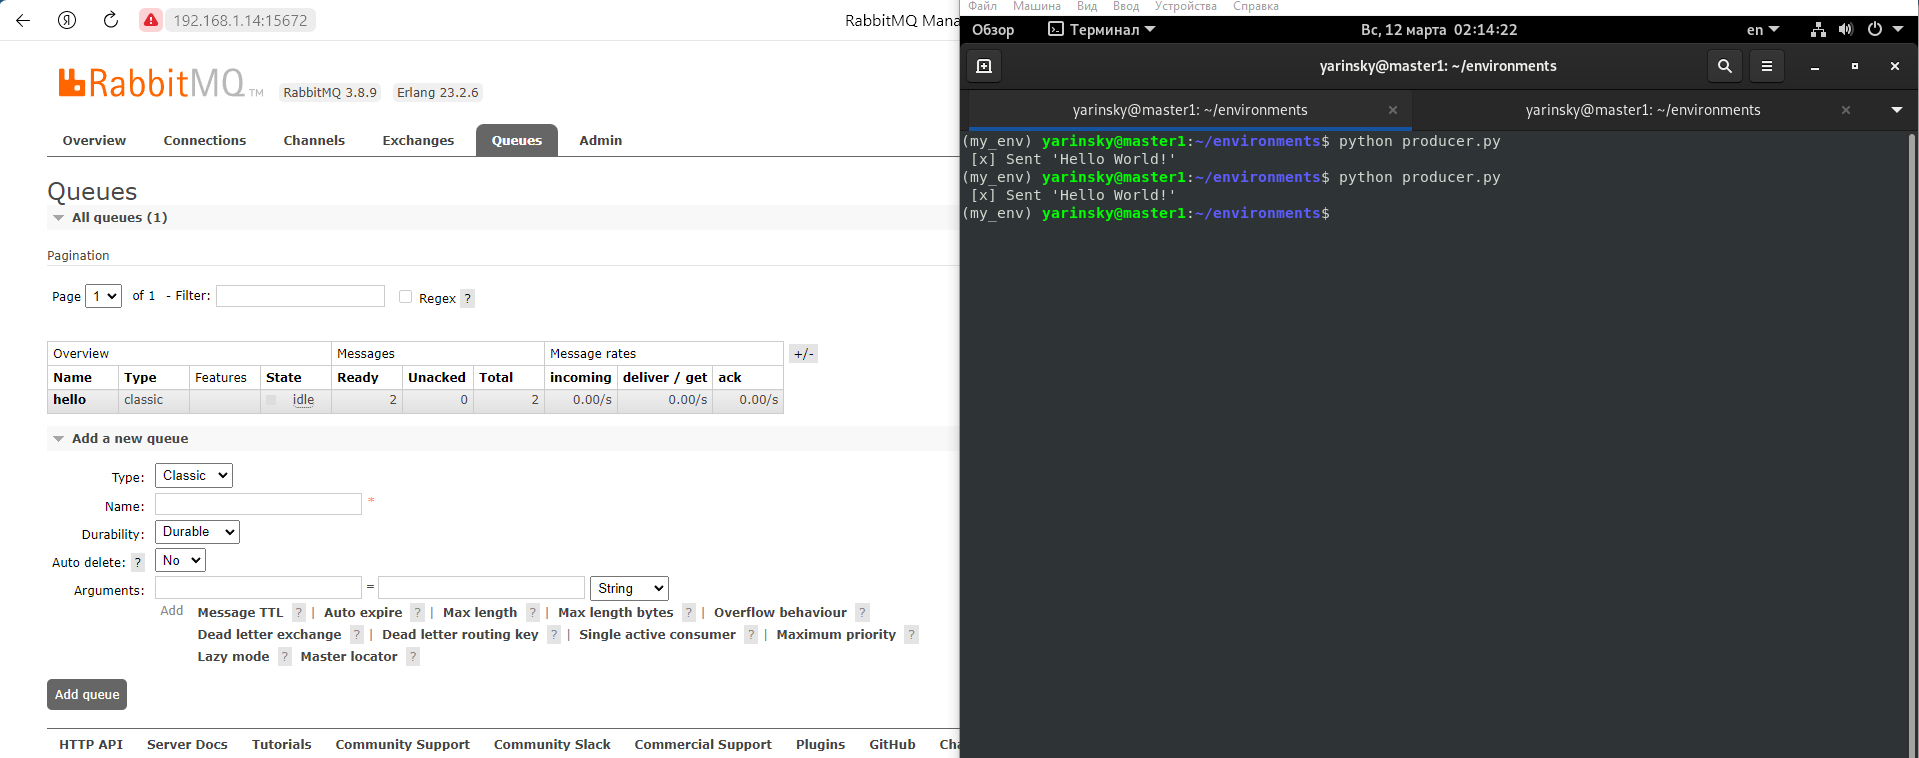 192.168.1.14:15672
RabbitMQ Mana
RabbitMQ TM RabbitMQ 3.8.9 Erlang 23.2.6
Overview Connections Channels Exchanges Queues Admin
Queues
All queues (1)
Pagination
Page 1 of 1 - Filter: Regex ?
Overview Messages Message rates +/-
Name Type Features State Ready Unacked Total incoming deliver / get ack
hello classic idle 2 0 2 0.00/s 0.00/s 0.00/s
Add a new queue
Type: Classic
Name: *
Durability: Durable
Auto delete: ? No
Arguments: = String
Add Message TTL ? | Auto expire ? | Max length ? | Max length bytes ? | Overflow behaviour ?
Dead letter exchange ? | Dead letter routing key ? | Single active consumer ? | Maximum priority ?
Lazy mode ? Master locator ?
Add queue
HTTP API Server Docs Tutorials Community Support Community Slack Commercial Support Plugins GitHub Cha
Файл Машина Вид Ввод Устройства Справка
Обзор Терминал Вс, 12 марта 02:14:22 en
yarinsky@master1: ~/environments
yarinsky@master1: ~/environments yarinsky@master1: ~/environments
(my_env) yarinsky@master1:~/environments$ python producer.py
[x] Sent 'Hello World!'
(my_env) yarinsky@master1:~/environments$ python producer.py
[x] Sent 'Hello World!'
(my_env) yarinsky@master1:~/environments$